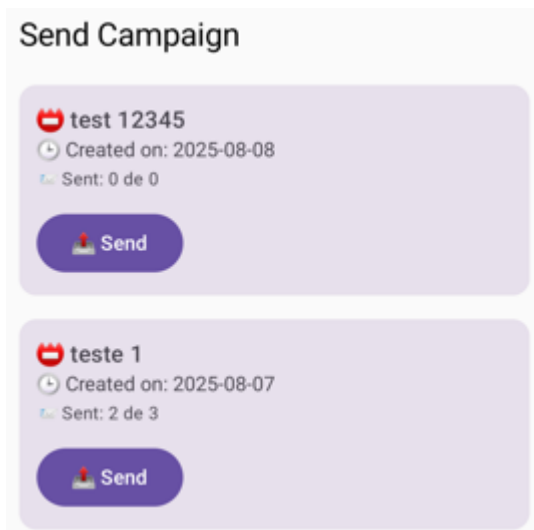 Send Campaign
📛 test 12345
🕒 Created on: 2025-08-08
Sent: 0 de 0
📤 Send
📛 teste 1
🕒 Created on: 2025-08-07
Sent: 2 de 3
📤 Send